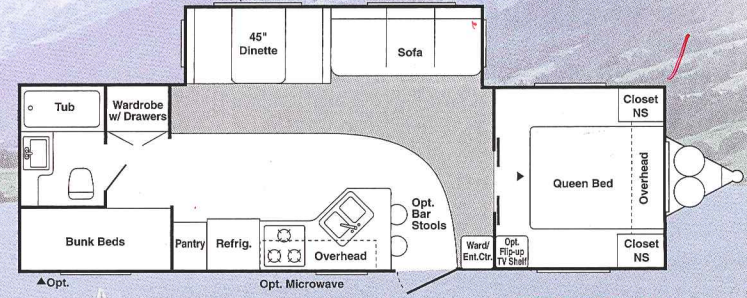 45"
Dinette
Sofa
Tub
Wardrobe
w/ Drawers
Closet
NS
Queen Bed
Overhead
Opt.
Bar
Stools
Bunk Beds
Pantry
Refrig.
Overhead
Ward/
Ent.Ctr.
Opt.
Flip-up
TV Shelf
Closet
NS
▲Opt.
Opt. Microwave